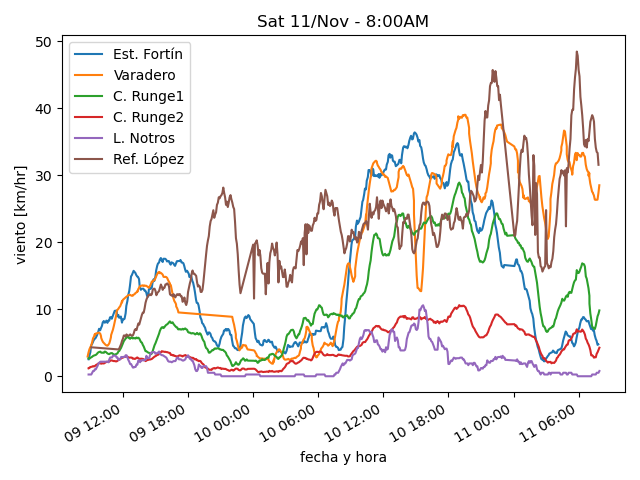 Sat 11/Nov - 8:00AM
50
40
30
20
10
0
viento [km/hr]
Est. Fortín
Varadero
C. Runge1
C. Runge2
L. Notros
Ref. López
09 12:00
09 18:00
10 00:00
10 06:00
10 12:00
10 18:00
11 00:00
11 06:00
fecha y hora